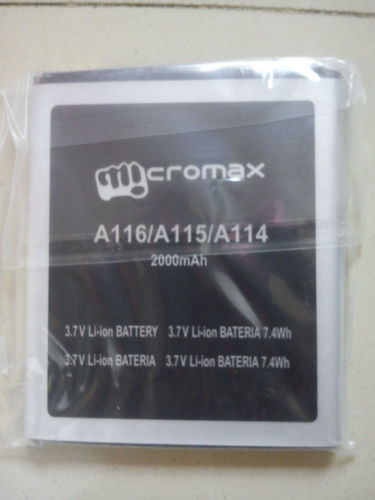 micromax
A116/A115/A114
2000mAh
3.7V Li-ion BATTERY 3.7V Li-ion BATERIA 7.4Wh
3.7V Li-ion BATERIA 3.7V Li-ion BATERIA 7.4Wh